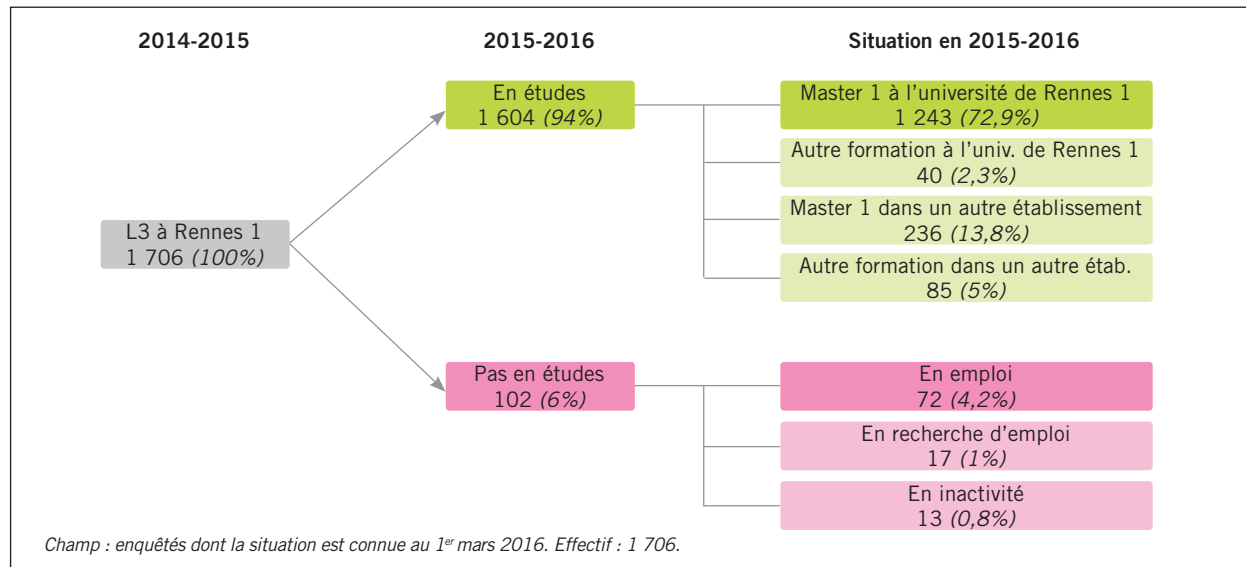 2014-2015
2015-2016
Situation en 2015-2016
L3 à Rennes 1
1 706 (100%)
En études
1 604 (94%)
Master 1 à l'université de Rennes 1
1 243 (72,9%)
Autre formation à l'univ. de Rennes 1
40 (2,3%)
Master 1 dans un autre établissement
236 (13,8%)
Autre formation dans un autre étab.
85 (5%)
Pas en études
102 (6%)
En emploi
72 (4,2%)
En recherche d'emploi
17 (1%)
En inactivité
13 (0,8%)
Champ : enquêtés dont la situation est connue au 1er mars 2016. Effectif : 1 706.